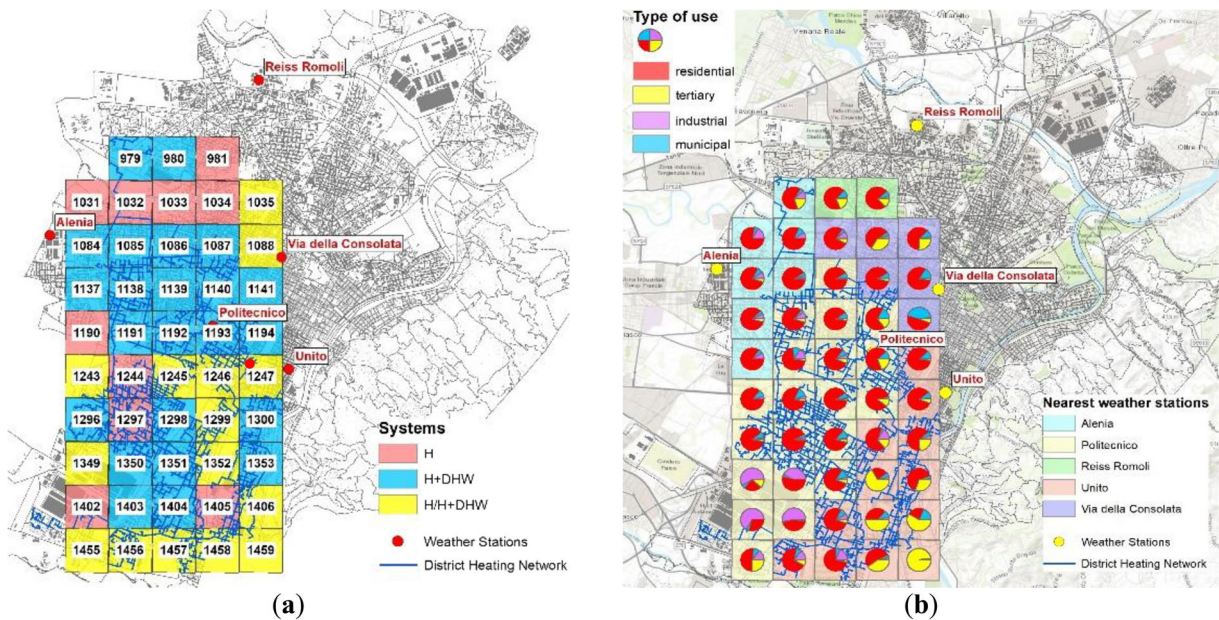 Reiss Romoli
979 980 981
1031 1032 1033 1034 1035
Alenia
1084 1085 1086 1087 1088
Via della Consolata
1137 1138 1139 1140 1141
Politecnico
1190 1191 1192 1193 1194
Unito
1243 1244 1245 1246 1247
1296 1297 1298 1299 1300
1349 1350 1351 1352 1353
1402 1403 1404 1405 1406
1455 1456 1457 1458 1459
Systems
H
H+DHW
H/H+DHW
Weather Stations
District Heating Network
(a)
Type of use
residential
tertiary
industrial
municipal
Venaria Reale
Reiss Romoli
Alenia
Via della Consolata
Politecnico
Unito
Nearest weather stations
Alenia
Politecnico
Reiss Romoli
Unito
Via della Consolata
Weather Stations
District Heating Network
(b)